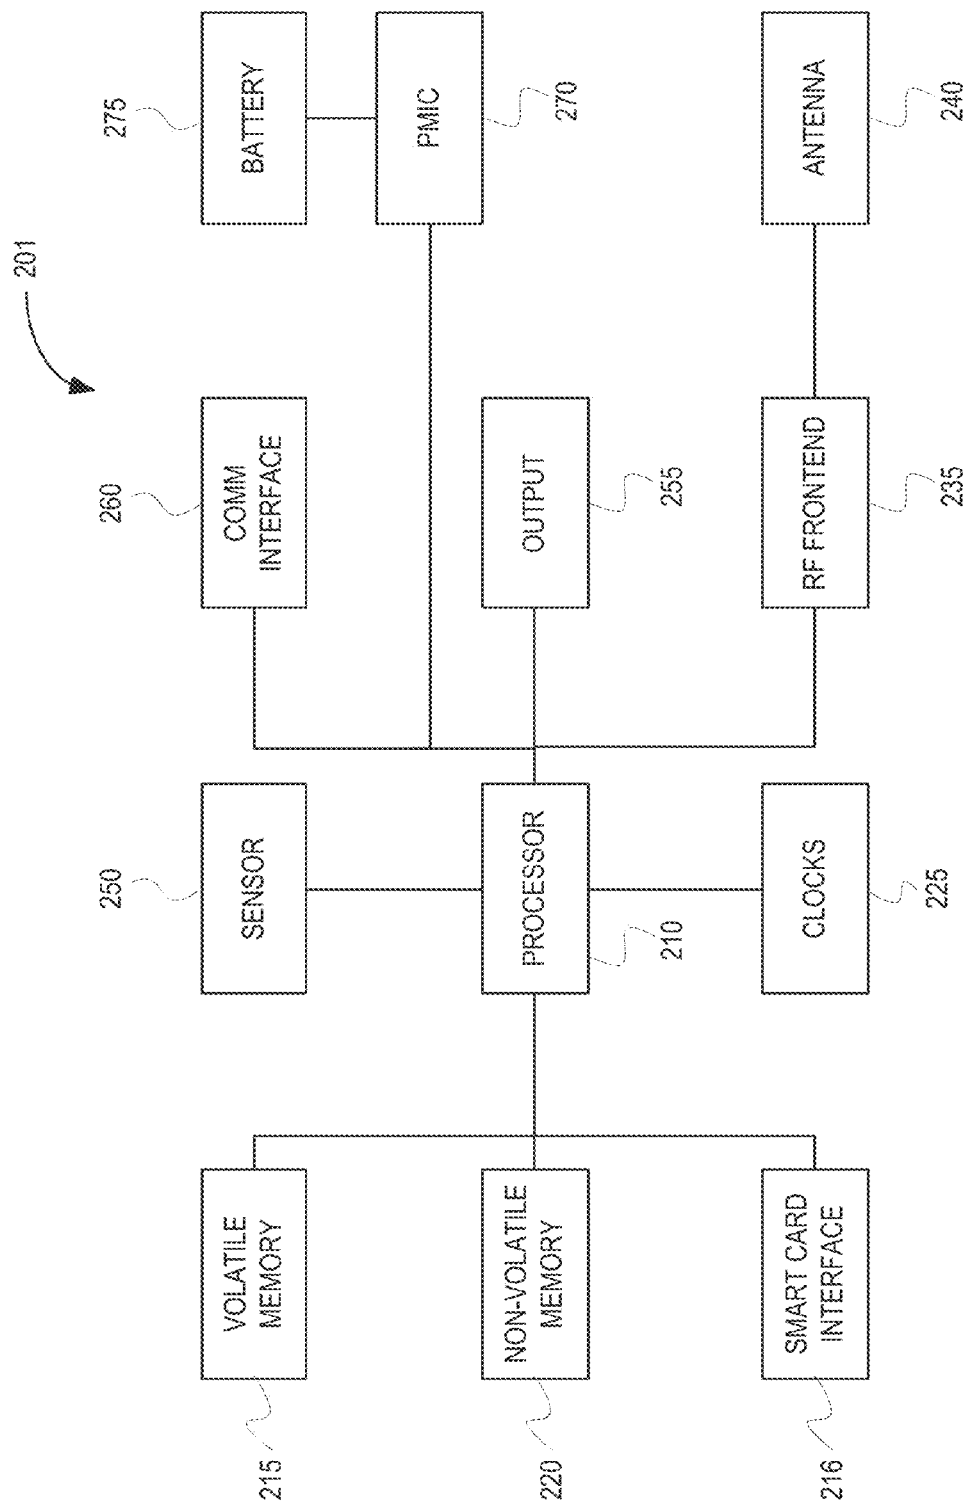 201
275
BATTERY
PMIC
270
ANTENNA
240
260
COMM
INTERFACE
OUTPUT
255
RF FRONTEND
235
250
SENSOR
PROCESSOR
210
CLOCKS
225
VOLATILE
MEMORY
215
NON-VOLATILE
MEMORY
220
SMART CARD
INTERFACE
216